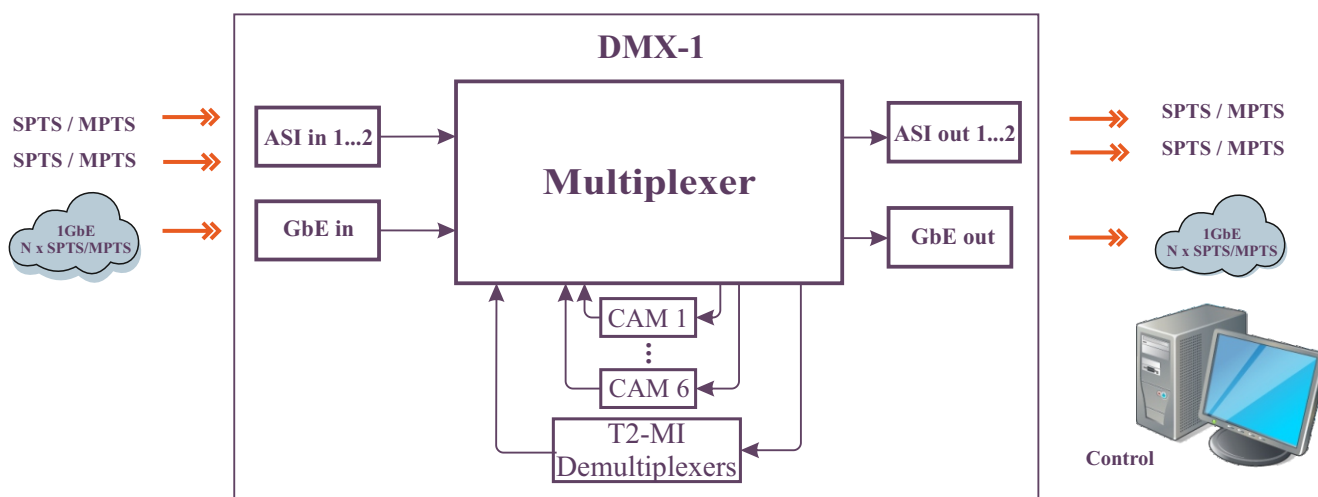 DMX-1
SPTS / MPTS
SPTS / MPTS
1GbE
N x SPTS/MPTS
ASI in 1...2
GbE in
Multiplexer
ASI out 1...2
GbE out
SPTS / MPTS
SPTS / MPTS
1GbE
N x SPTS/MPTS
CAM 1
CAM 6
T2-MI
Demultiplexers
Control